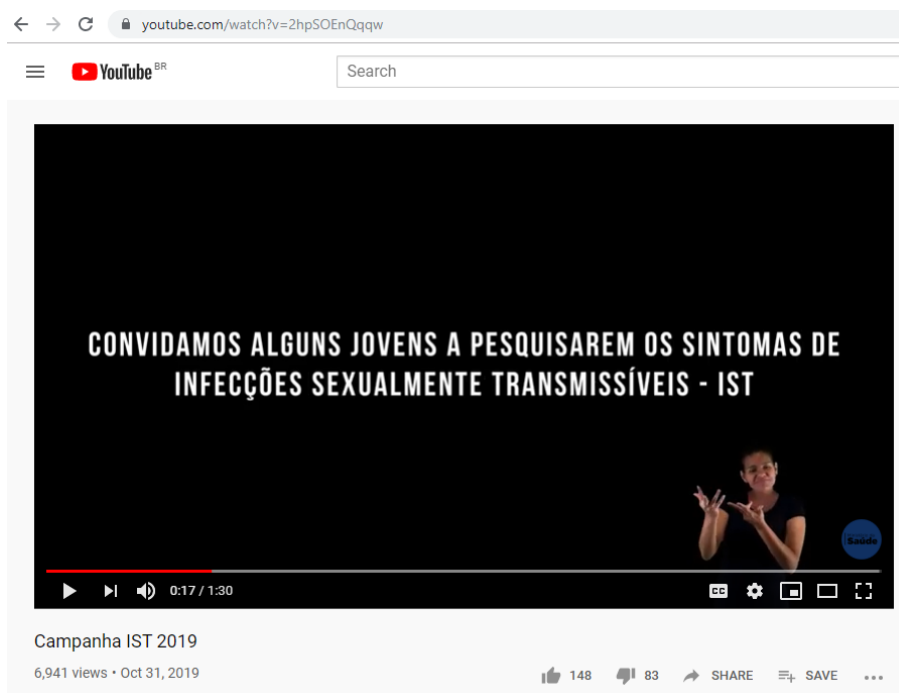 youtube.com/watch?v=2hpSOEnQqqw
YouTube BR
Search
CONVIDAMOS ALGUNS JOVENS A PESQUISAREM OS SINTOMAS DE
INFECÇÕES SEXUALMENTE TRANSMISSÍVEIS - IST
Saúde
0:17 / 1:30
CC
Campanha IST 2019
6,941 views • Oct 31, 2019
148 83 SHARE SAVE